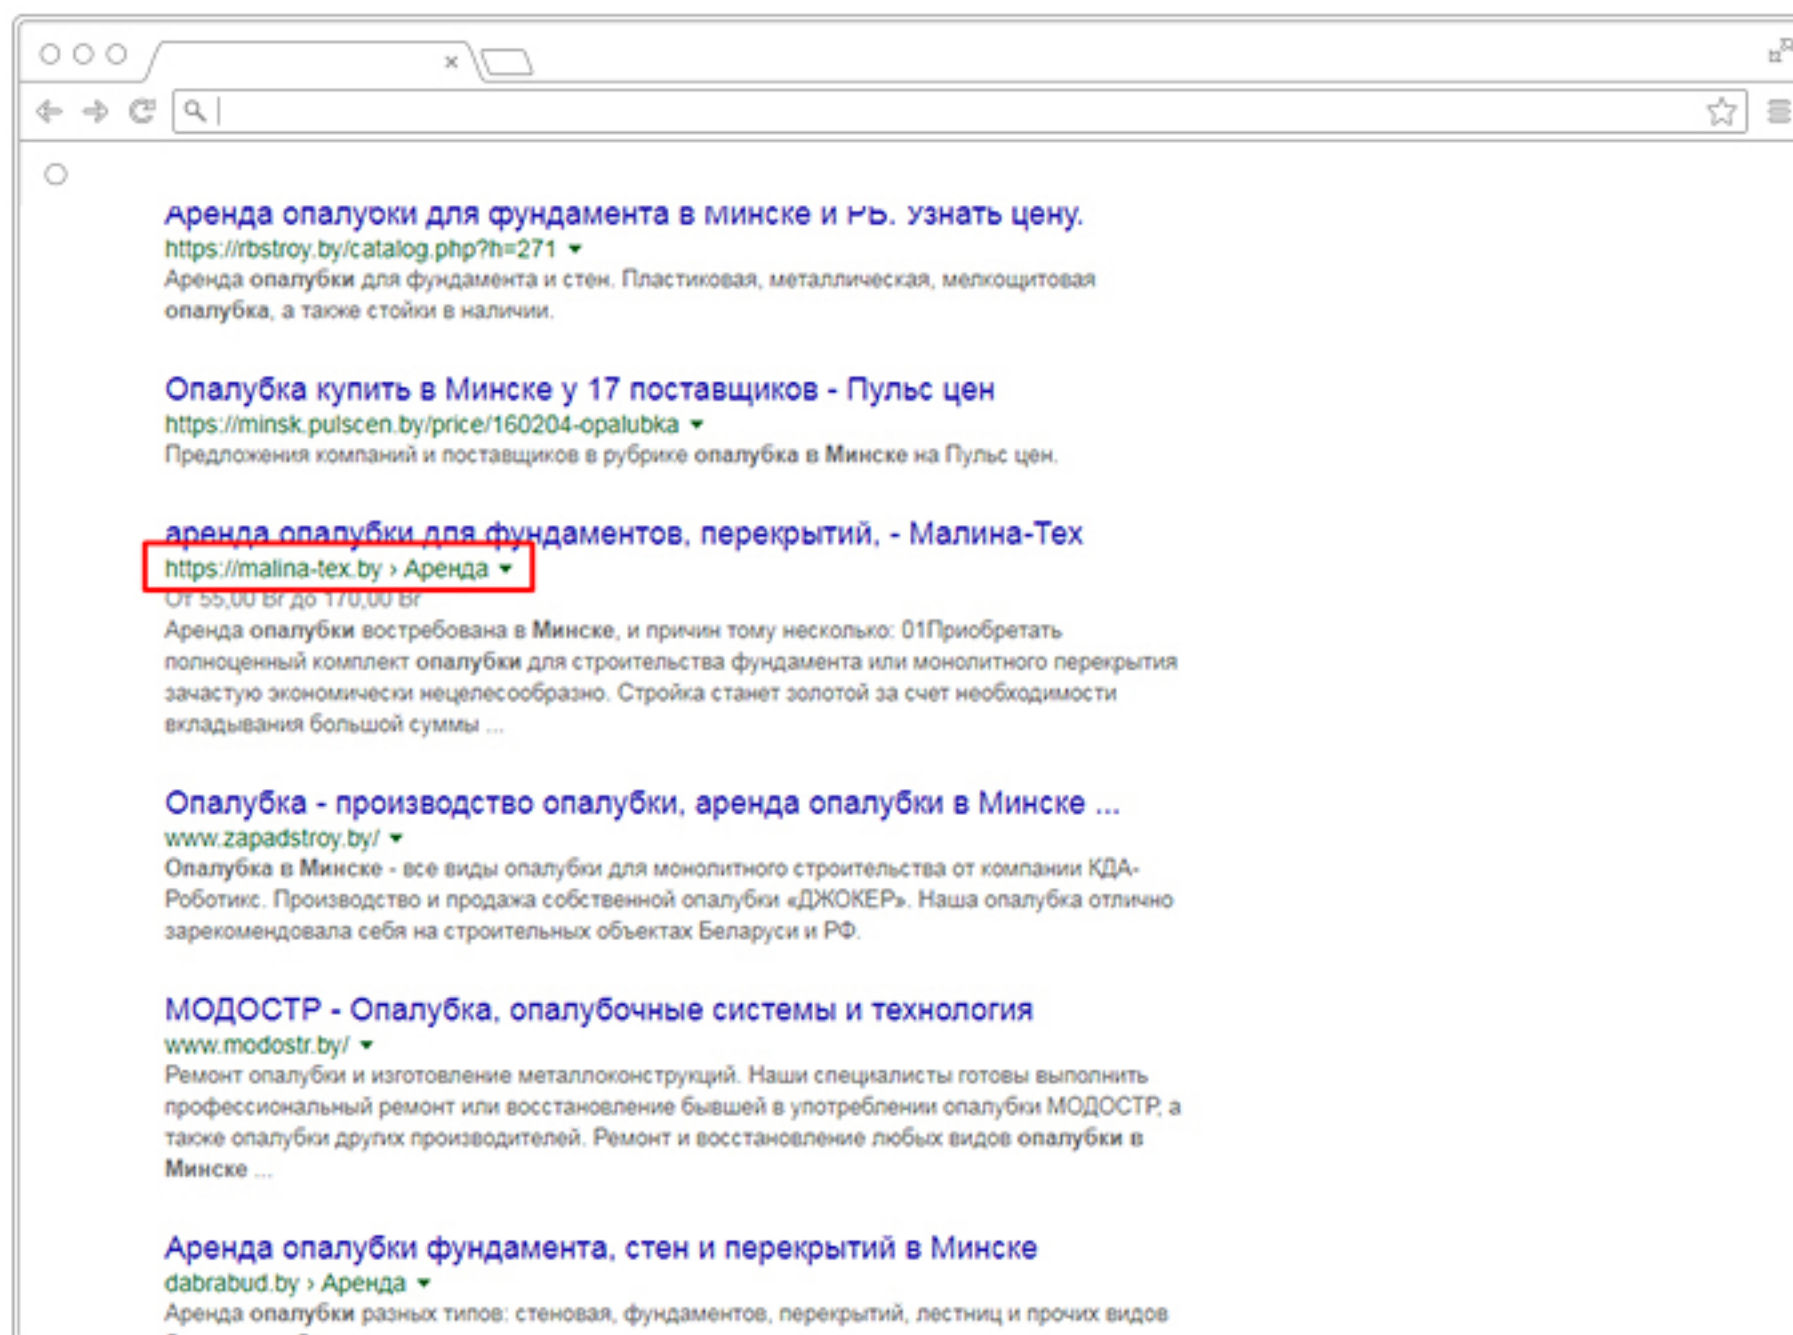 Аренда опалубки для фундамента в Минске и РБ. Узнать цену.
https://rbstroy.by/catalog.php?h=271
Аренда опалубки для фундамента и стен. Пластиковая, металлическая, мелкощитовая
опалубка, а также стойки в наличии.
Опалубка купить в Минске у 17 поставщиков - Пульс цен
https://minsk.pulscen.by/price/160204-opalubka
Предложения компаний и поставщиков в рубрике опалубка в Минске на Пульс цен.
аренда опалубки для фундаментов, перекрытий, - Малина-Тех
https://malina-tex.by › Аренда
От 55,00 Br до 170,00 Br
Аренда опалубки востребована в Минске, и причин тому несколько: 01Приобретать
полноценный комплект опалубки для строительства фундамента или монолитного перекрытия
зачастую экономически нецелесообразно. Стройка станет золотой за счет необходимости
вкладывания большой суммы ...
Опалубка - производство опалубки, аренда опалубки в Минске ...
www.zapadstroy.by/
Опалубка в Минске - все виды опалубки для монолитного строительства от компании КДА-
Роботикс. Производство и продажа собственной опалубки «ДЖОКЕР». Наша опалубка отлично
зарекомендовала себя на строительных объектах Беларуси и РФ.
МОДОСТР - Опалубка, опалубочные системы и технология
www.modostr.by/
Ремонт опалубки и изготовление металлоконструкций. Наши специалисты готовы выполнить
профессиональный ремонт или восстановление бывшей в употреблении опалубки МОДОСТР, а
также опалубки других производителей. Ремонт и восстановление любых видов опалубки в
Минске ...
Аренда опалубки фундамента, стен и перекрытий в Минске
dabrabud.by › Аренда
Аренда опалубки разных типов: стеновая, фундаментов, перекрытий, лестниц и прочих видов